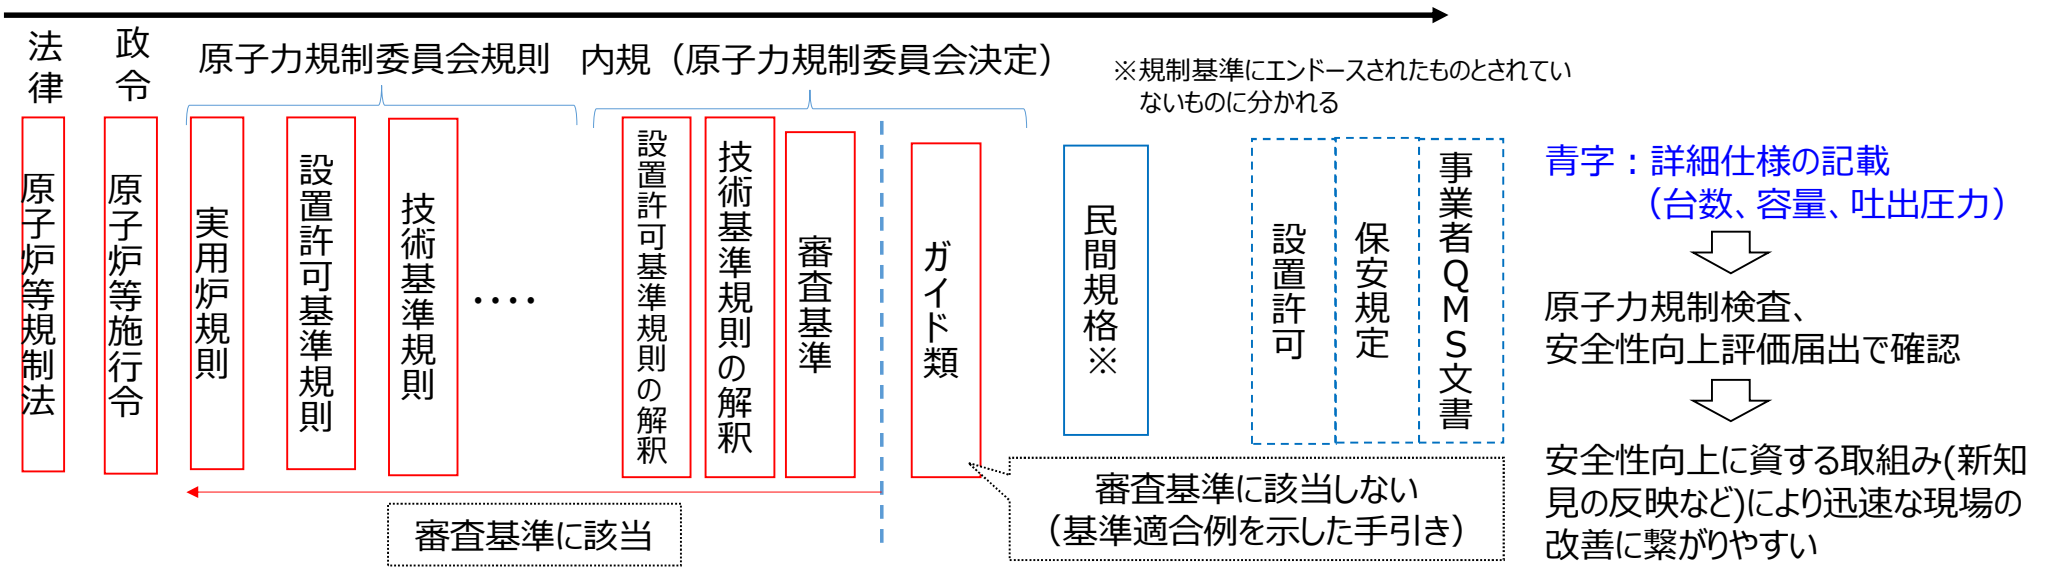 法律
政令
原子力規制委員会規則
内規（原子力規制委員会決定）
※規制基準にエンドースされたものとされてい
ないものに分かれる
原子炉等規制法
原子炉等施行令
実用炉規則
設置許可基準規則
技術基準規則
････
設置許可基準規則の解釈
技術基準規則の解釈
審査基準
ガイド類
民間規格※
設置許可
保安規定
事業者ＱＭＳ文書
審査基準に該当
審査基準に該当しない
（基準適合例を示した手引き）
青字：詳細仕様の記載
（台数、容量、吐出圧力）
原子力規制検査、
安全性向上評価届出で確認
安全性向上に資する取組み(新知
見の反映など)により迅速な現場の
改善に繋がりやすい